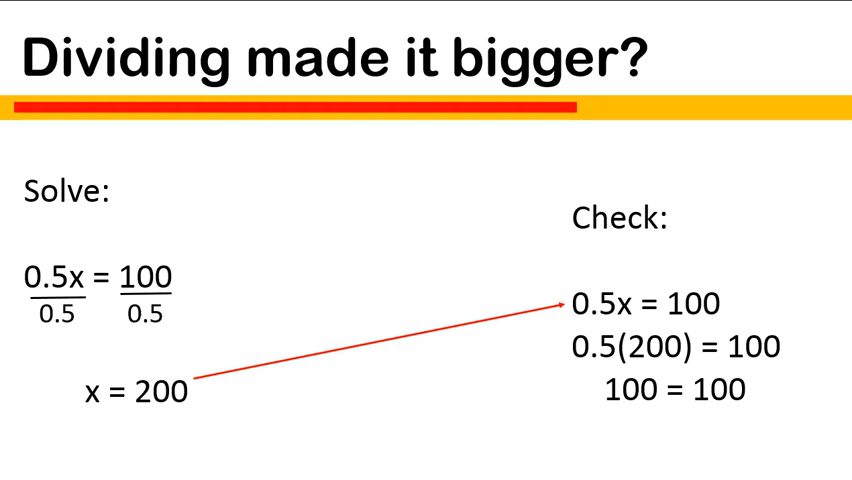 Dividing made it bigger?
Solve:
0.5x = 100
0.5 0.5
x = 200
Check:
0.5x = 100
0.5(200) = 100
100 = 100